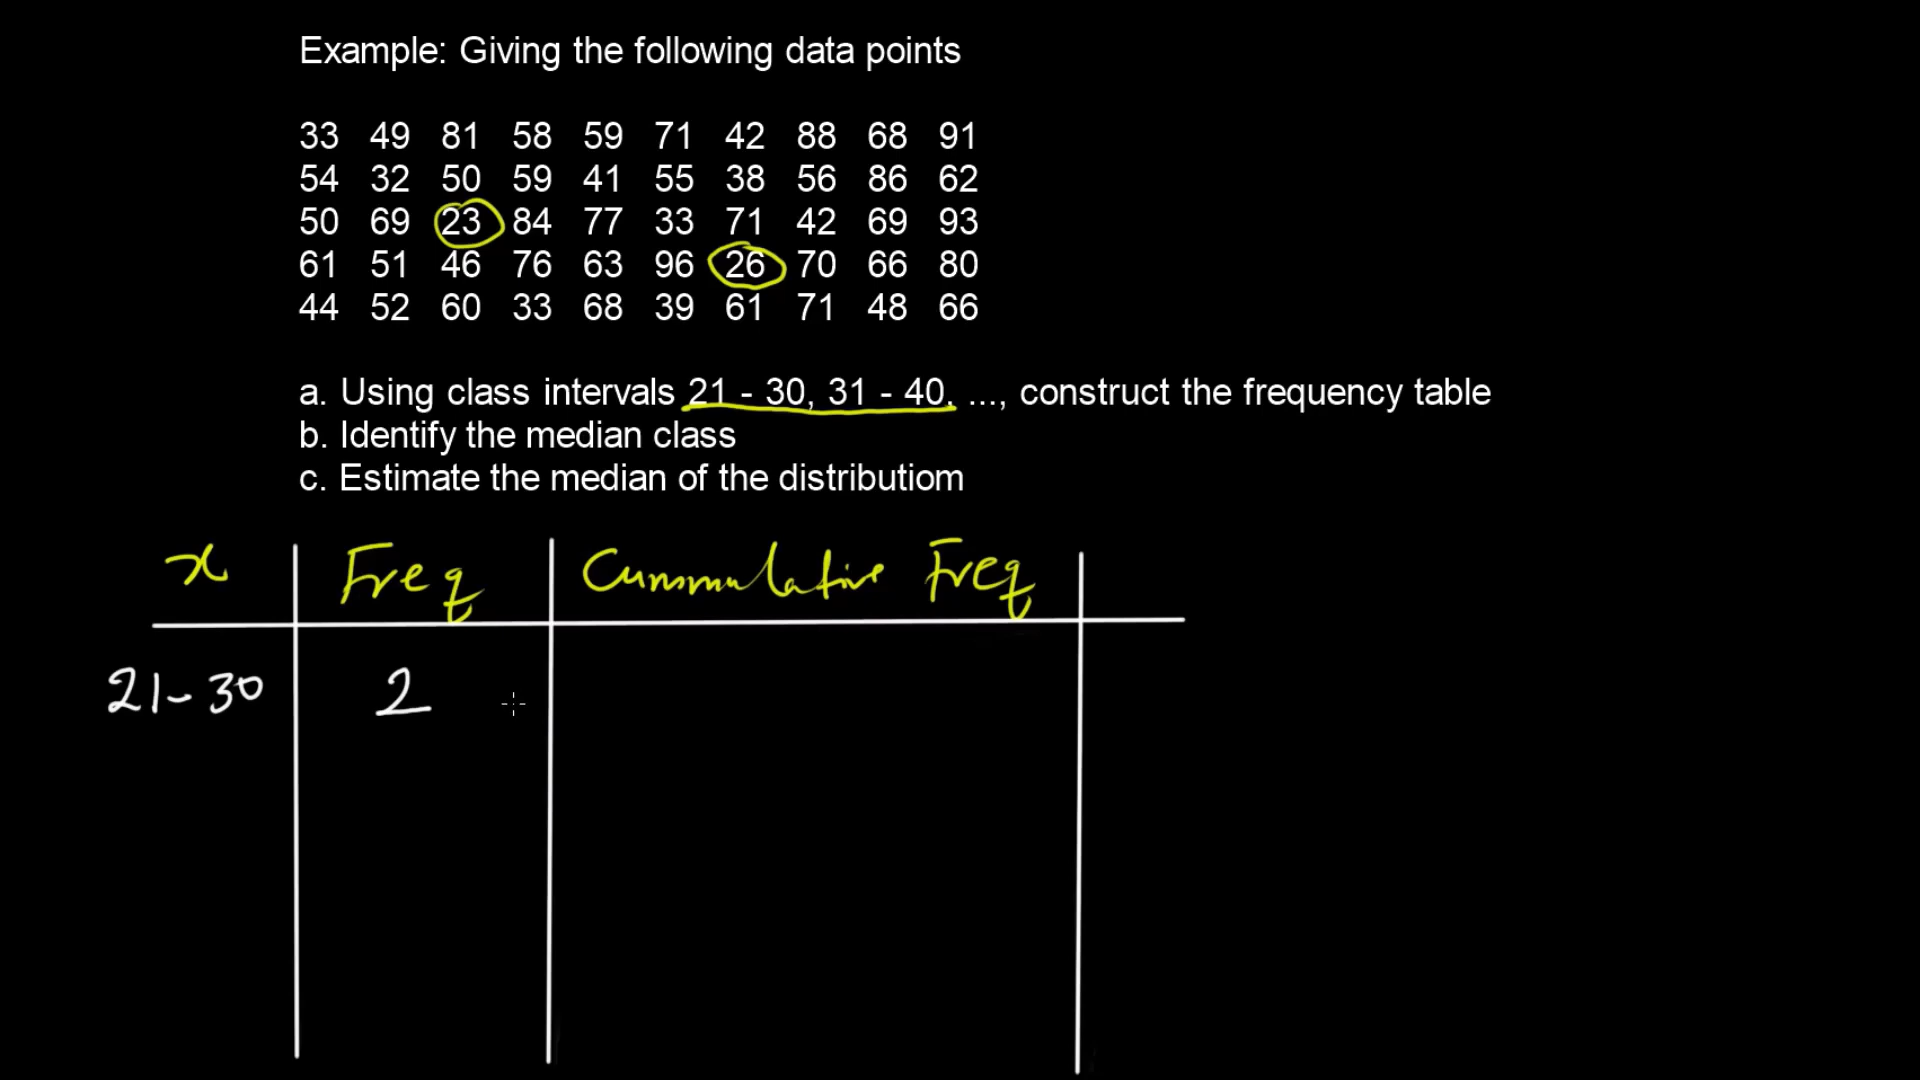 Example: Giving the following data points
33 49 81 58 59 71 42 88 68 91
54 32 50 59 41 55 38 56 86 62
50 69 23 84 77 33 71 42 69 93
61 51 46 76 63 96 26 70 66 80
44 52 60 33 68 39 61 71 48 66
a. Using class intervals 21 - 30, 31 - 40, ..., construct the frequency table
b. Identify the median class
c. Estimate the median of the distributiom
x Freq Cummulative Freq
21-30 2